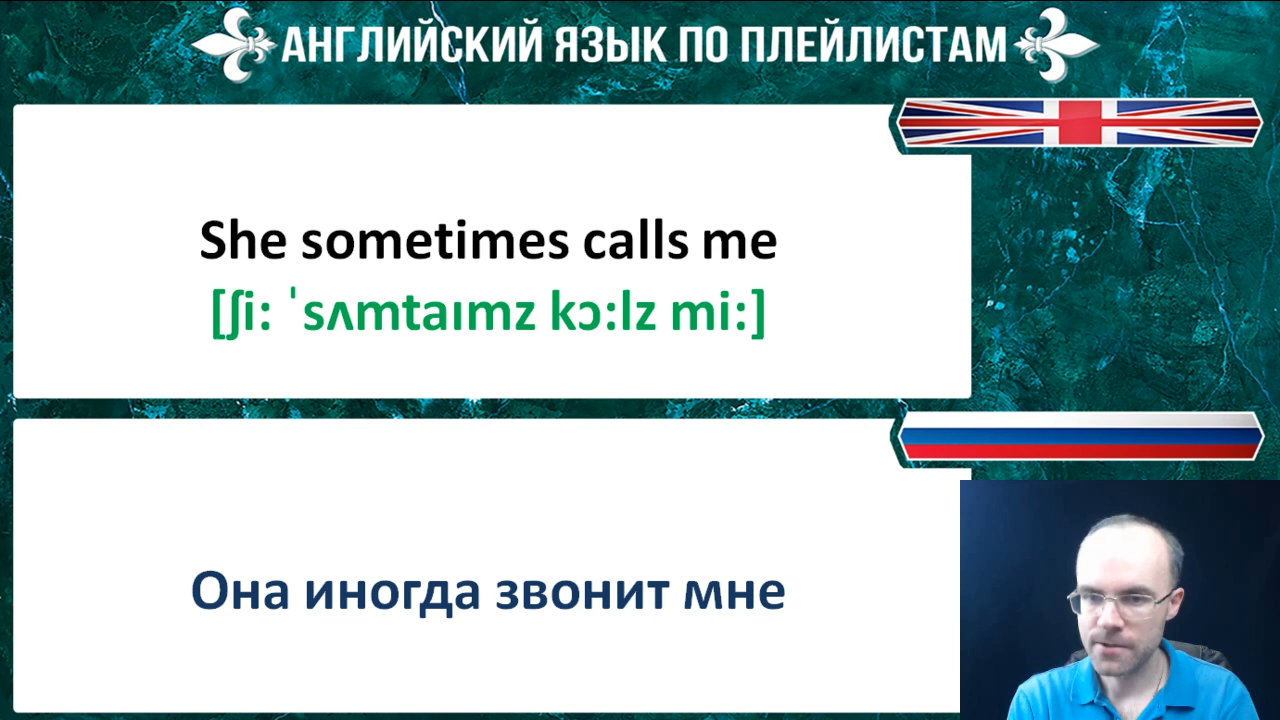 АНГЛИЙСКИЙ ЯЗЫК ПО ПЛЕЙЛИСТАМ
She sometimes calls me
[ʃi: ˈsʌmtaɪmz kɔ:lz mi:]
Она иногда звонит мне